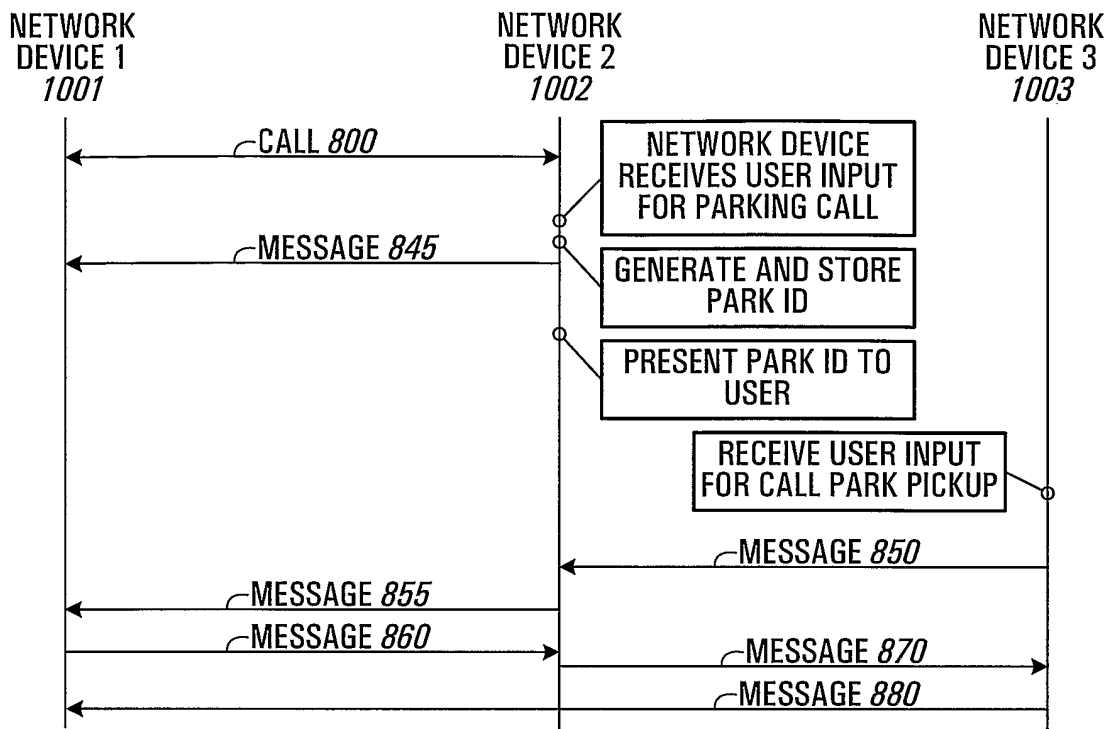 NETWORK
DEVICE 1
1001
NETWORK
DEVICE 2
1002
NETWORK
DEVICE 3
1003
CALL 800
NETWORK DEVICE
RECEIVES USER INPUT
FOR PARKING CALL
MESSAGE 845
GENERATE AND STORE
PARK ID
PRESENT PARK ID TO
USER
RECEIVE USER INPUT
FOR CALL PARK PICKUP
MESSAGE 850
MESSAGE 855
MESSAGE 860
MESSAGE 870
MESSAGE 880